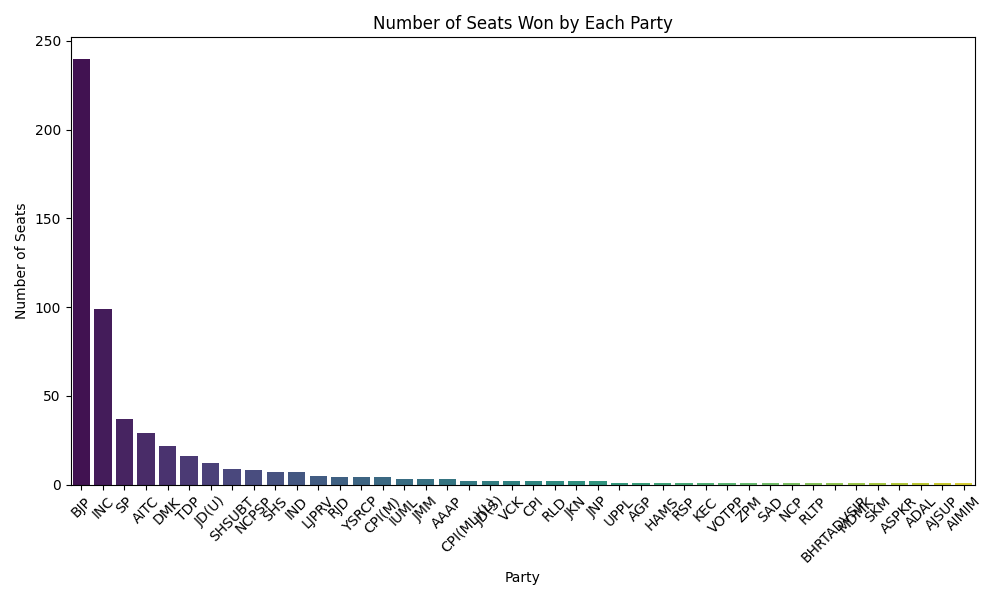 Number of Seats Won by Each Party
Number of Seats
250
200
150
100
50
0
BJP
INC
SP
AITC
DMK
TDP
JD(U)
SHSUBT
NCPSP
SHS
IND
LJPRV
RJD
YSRCP
CPI(M)
IUML
JMM
AAAP
CPI(ML)(L)
JD(S)
VCK
CPI
RLD
JKN
JNP
UPPL
AGP
HAMS
RSP
KEC
VOTPP
ZPM
SAD
NCP
RLTP
BHRTADVSIP
MDMK
SKM
ASPKR
ADAL
AJSUP
AIMIM
Party